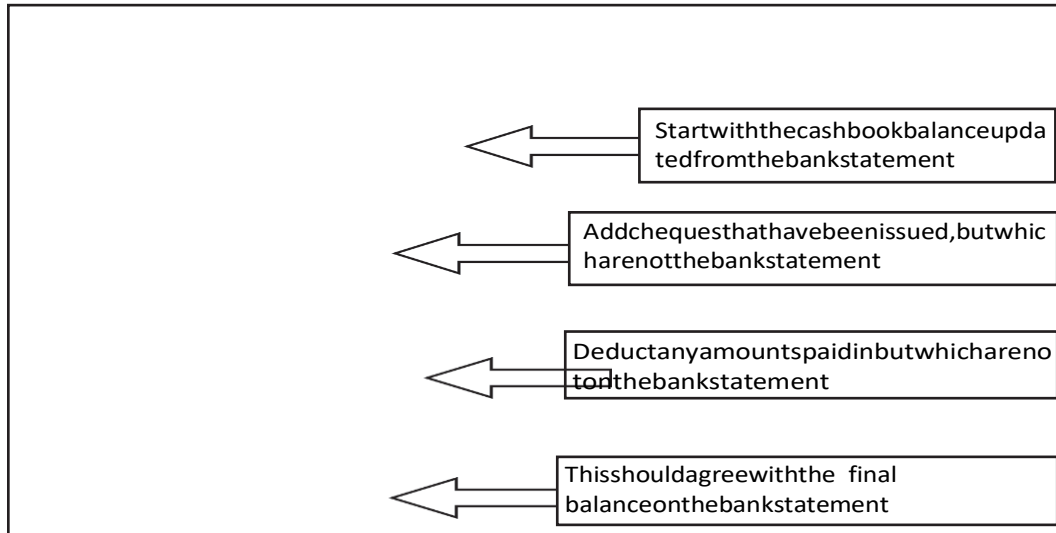 Startwiththecashbookbalanceupda
tedfromthebankstatement
Addchequesthathavebeenissued,butwhic
harenotthebankstatement
Deductanyamountspaidinbutwhichareno
tonthebankstatement
Thisshouldagreewiththe final
balanceonthebankstatement